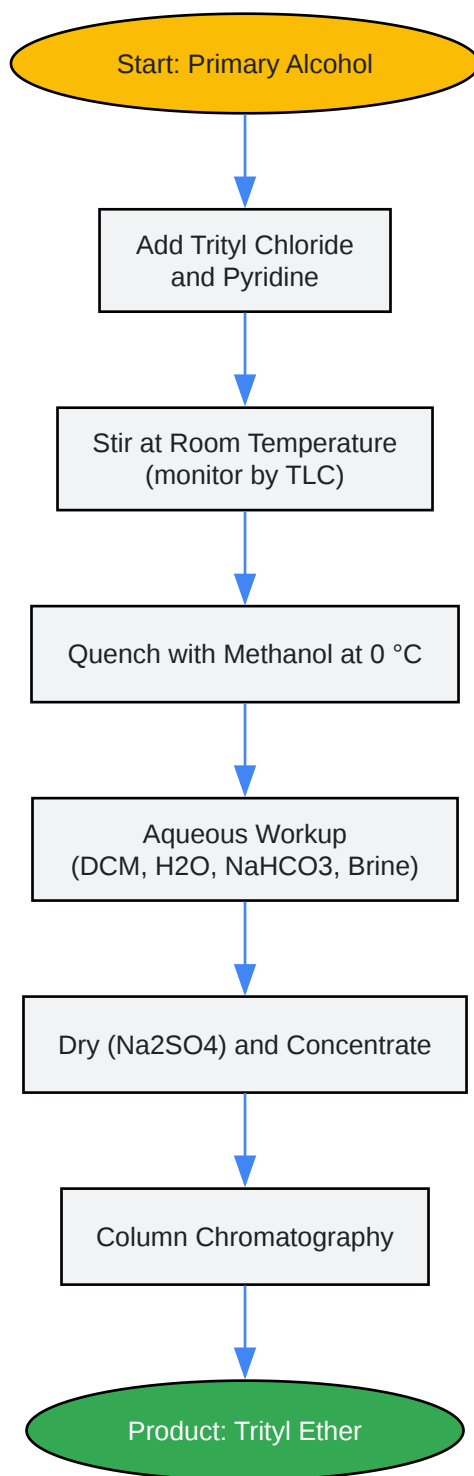 Start: Primary Alcohol
Add Trityl Chloride
and Pyridine
Stir at Room Temperature
(monitor by TLC)
Quench with Methanol at 0 °C
Aqueous Workup
(DCM, H2O, NaHCO3, Brine)
Dry (Na2SO4) and Concentrate
Column Chromatography
Product: Trityl Ether